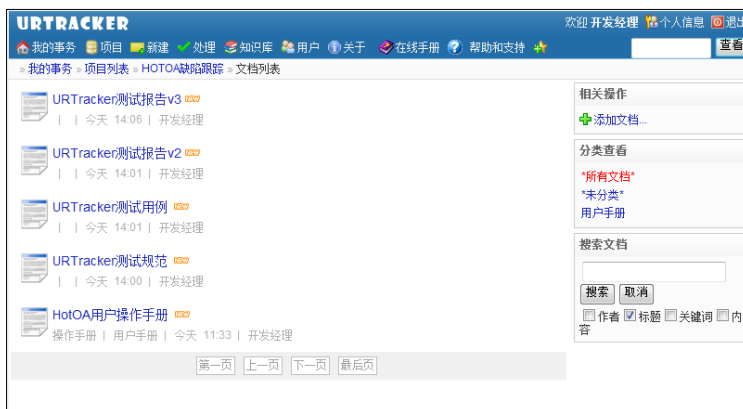 URTRACKER
欢迎 开发经理 个人信息 退出
我的事务 项目 新建 处理 知识库 用户 关于 在线手册 帮助和支持 查看
» 我的事务 » 项目列表 » HOTOA缺陷跟踪 » 文档列表
URTracker测试报告v3 NEW
| | 今天 14:06 | 开发经理
URTracker测试报告v2 NEW
| | 今天 14:01 | 开发经理
URTracker测试用例 NEW
| | 今天 14:01 | 开发经理
URTracker测试规范 NEW
| | 今天 14:00 | 开发经理
HotOA用户操作手册 NEW
操作手册 | 用户手册 | 今天 11:33 | 开发经理
第一页 上一页 下一页 最后页
相关操作
添加文档...
分类查看
*所有文档*
*未分类*
用户手册
搜索文档
搜索 取消
作者 标题 关键词 内
容